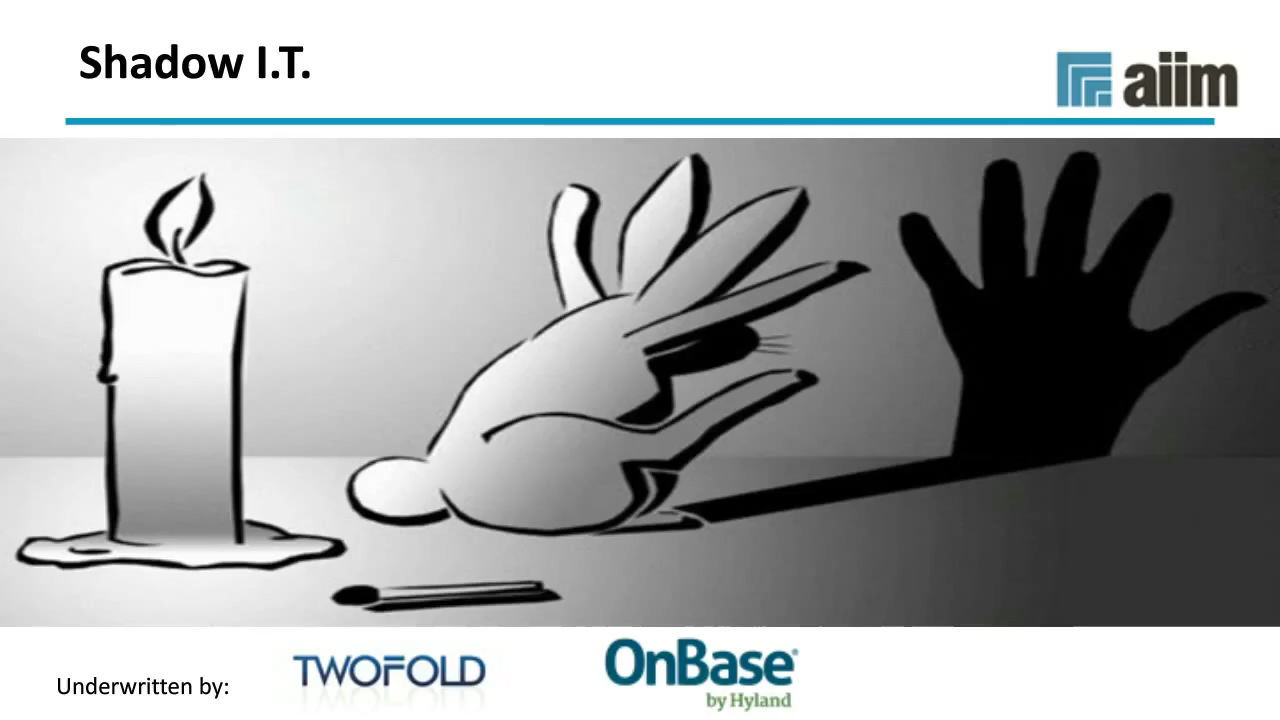 Shadow I.T.
aiim
Underwritten by:
TWOFOLD
OnBase®
by Hyland